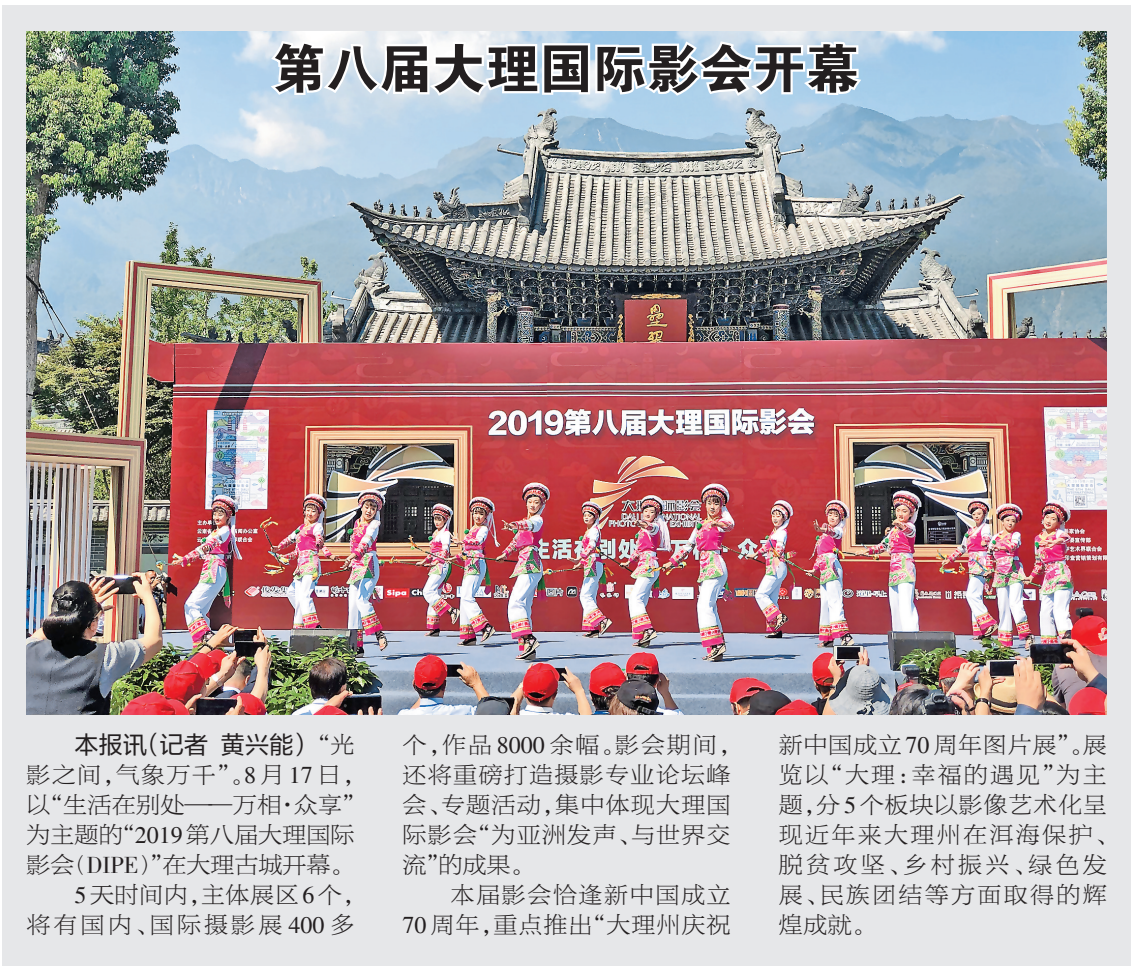 第八届大理国际影会开幕
2019第八届大理国际影会
生活在别处
万相·众享
Sipa
本报讯(记者 黄兴能)“光
影之间,气象万千”。8月17日,
以“生活在别处——万相·众享”
为主题的“2019第八届大理国际
影会(DIPE)”在大理古城开幕。
5天时间内,主体展区6个,
将有国内、国际摄影展400多
个,作品8000余幅。影会期间,
还将重磅打造摄影专业论坛峰
会、专题活动,集中体现大理国
际影会“为亚洲发声、与世界交
流”的成果。
本届影会恰逢新中国成立
70周年,重点推出“大理州庆祝
新中国成立70周年图片展”。展
览以“大理:幸福的遇见”为主
题,分5个板块以影像艺术化呈
现近年来大理州在洱海保护、
脱贫攻坚、乡村振兴、绿色发
展、民族团结等方面取得的辉
煌成就。